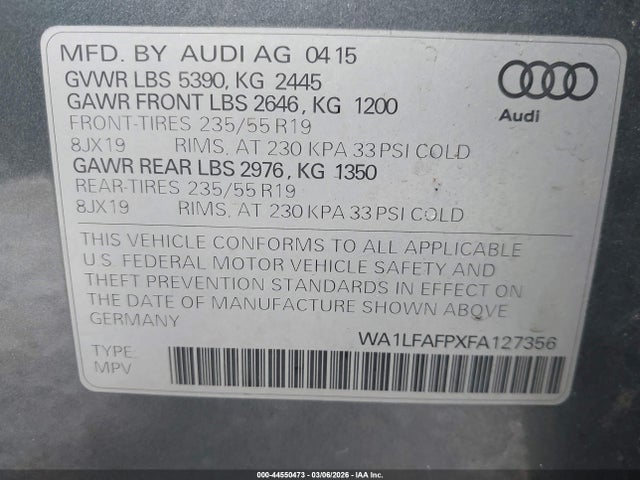 MFD. BY AUDI AG 04 15
GVWR LBS 5390, KG 2445
GAWR FRONT LBS 2646, KG 1200
FRONT-TIRES 235/55 R19
8JX19 RIMS, AT 230 KPA 33 PSI COLD
GAWR REAR LBS 2976, KG 1350
REAR-TIRES 235/55 R19
8JX19 RIMS, AT 230 KPA 33 PSI COLD
Audi
THIS VEHICLE CONFORMS TO ALL APPLICABLE
U.S. FEDERAL MOTOR VEHICLE SAFETY AND
THEFT PREVENTION STANDARDS IN EFFECT ON
THE DATE OF MANUFACTURE SHOWN ABOVE
GERMANY
WA1LFAFPXFA127356
TYPE:
MPV
000-44550473 - 03/06/2026 - IAA Inc.